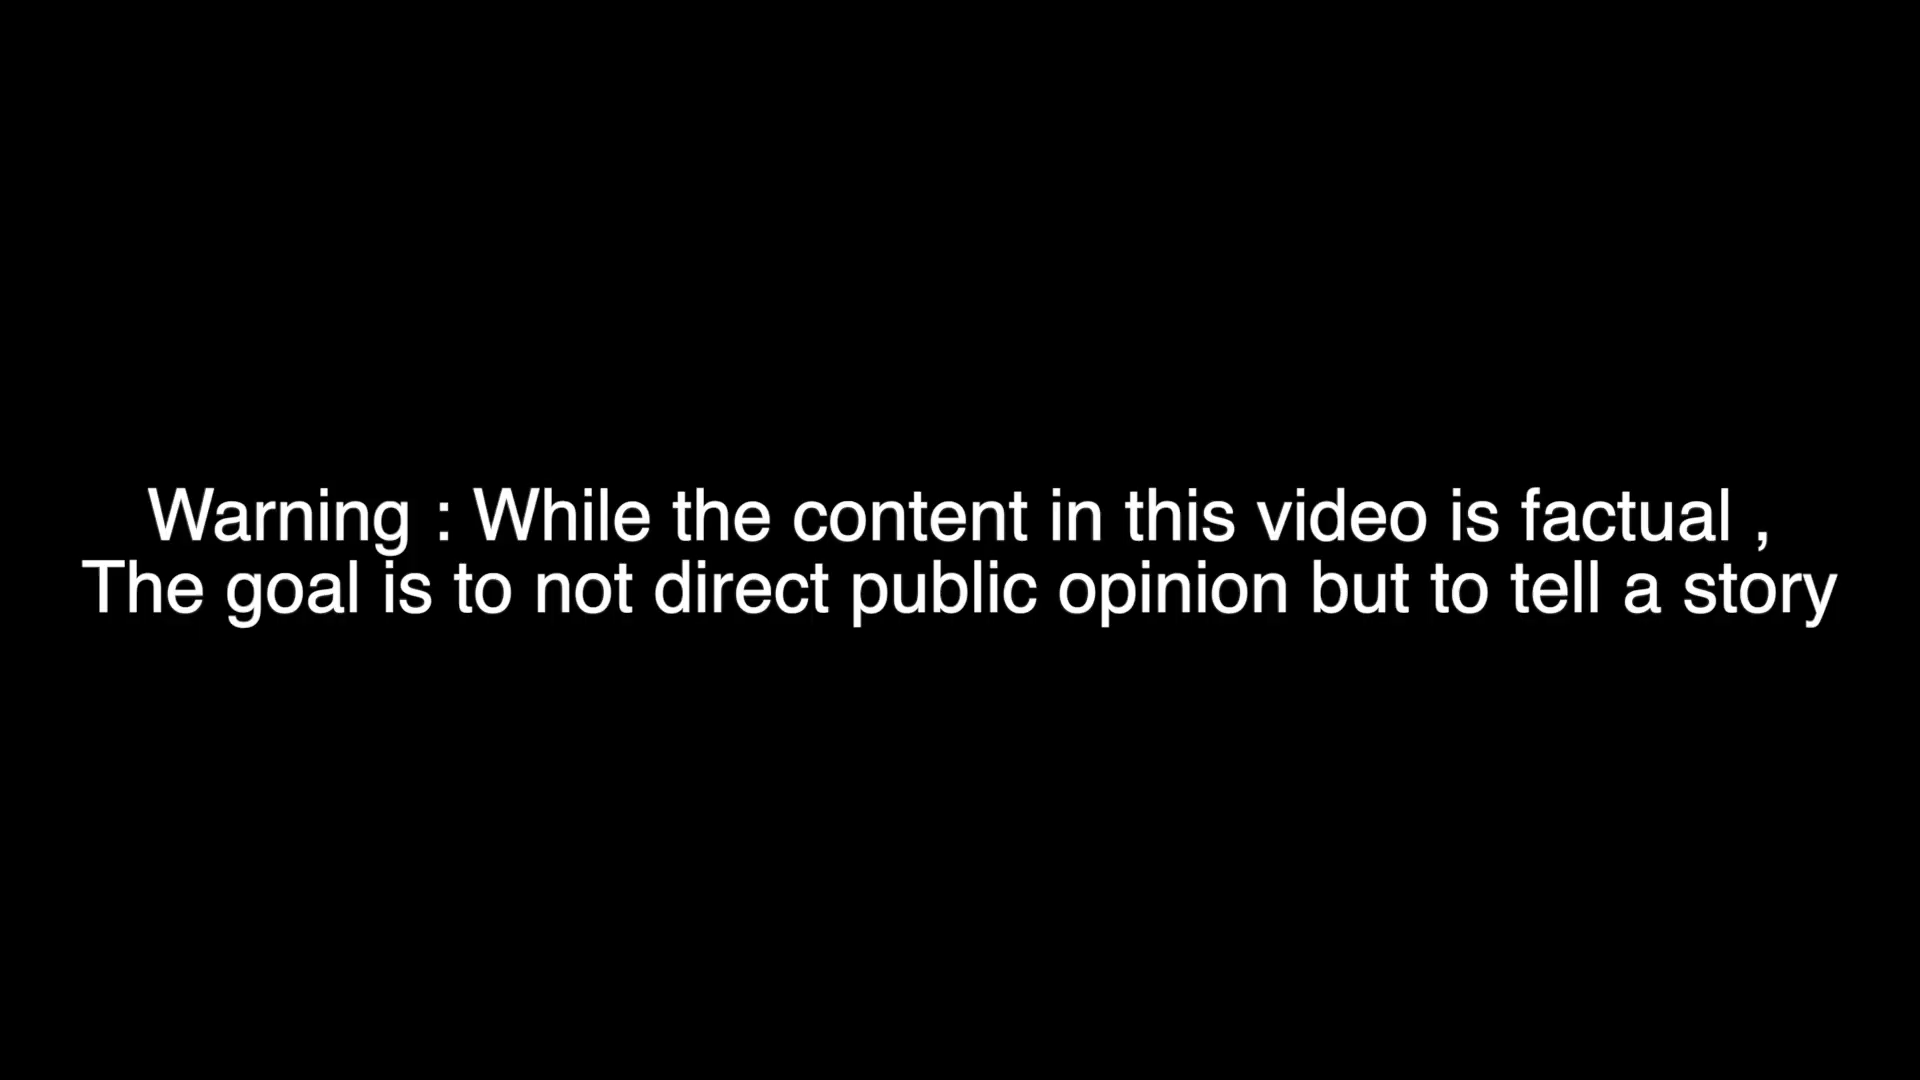 Warning : While the content in this video is factual ,
The goal is to not direct public opinion but to tell a story